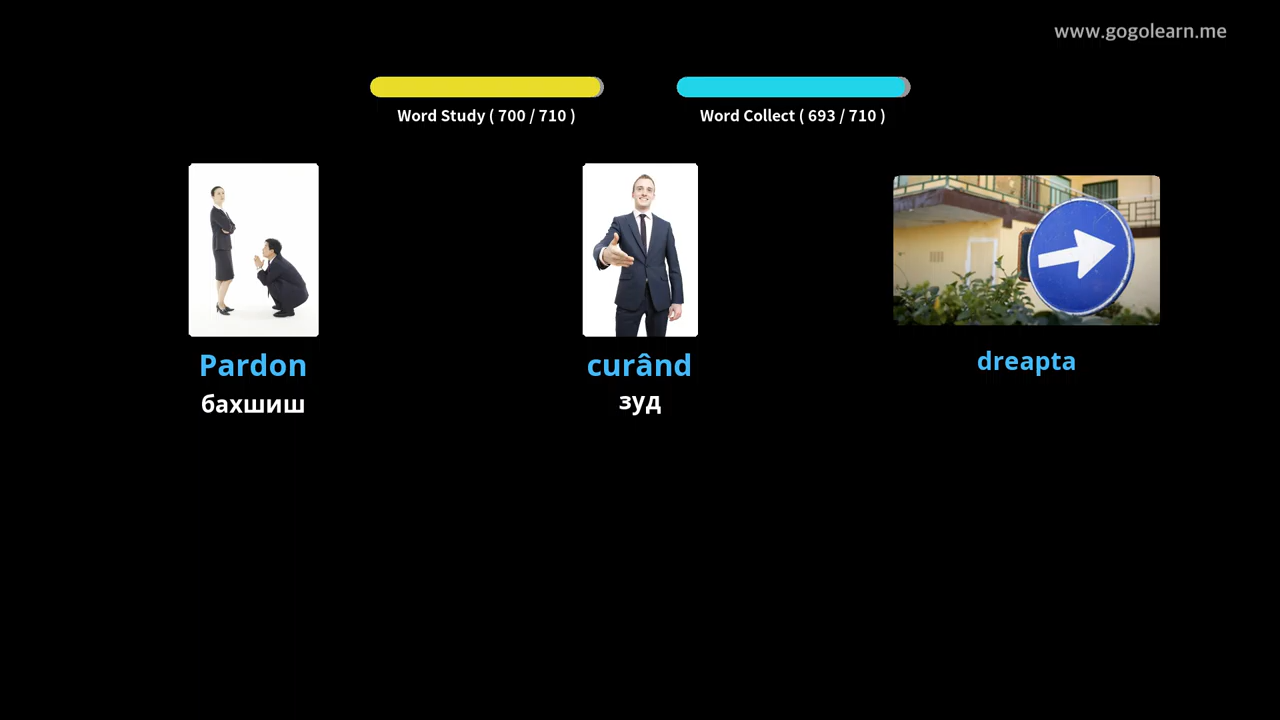 www.gogolearn.me
Word Study ( 700 / 710 )
Word Collect ( 693 / 710 )
Pardon
бахшиш
curând
зуд
dreapta